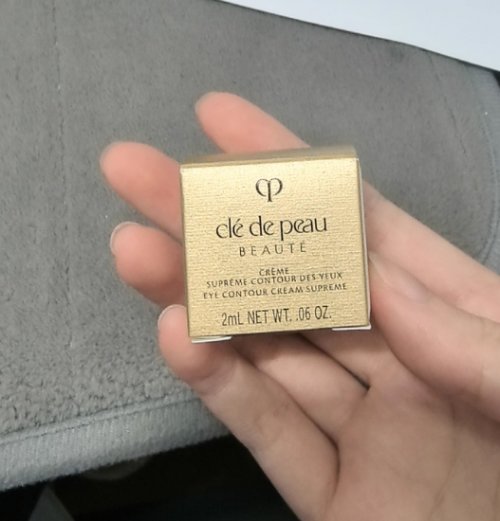 clé de peau
BEAUTÉ
CRÈME
SUPRÊME CONTOUR DES YEUX
EYE CONTOUR CREAM SUPREME
2mL NET WT. .06 OZ.